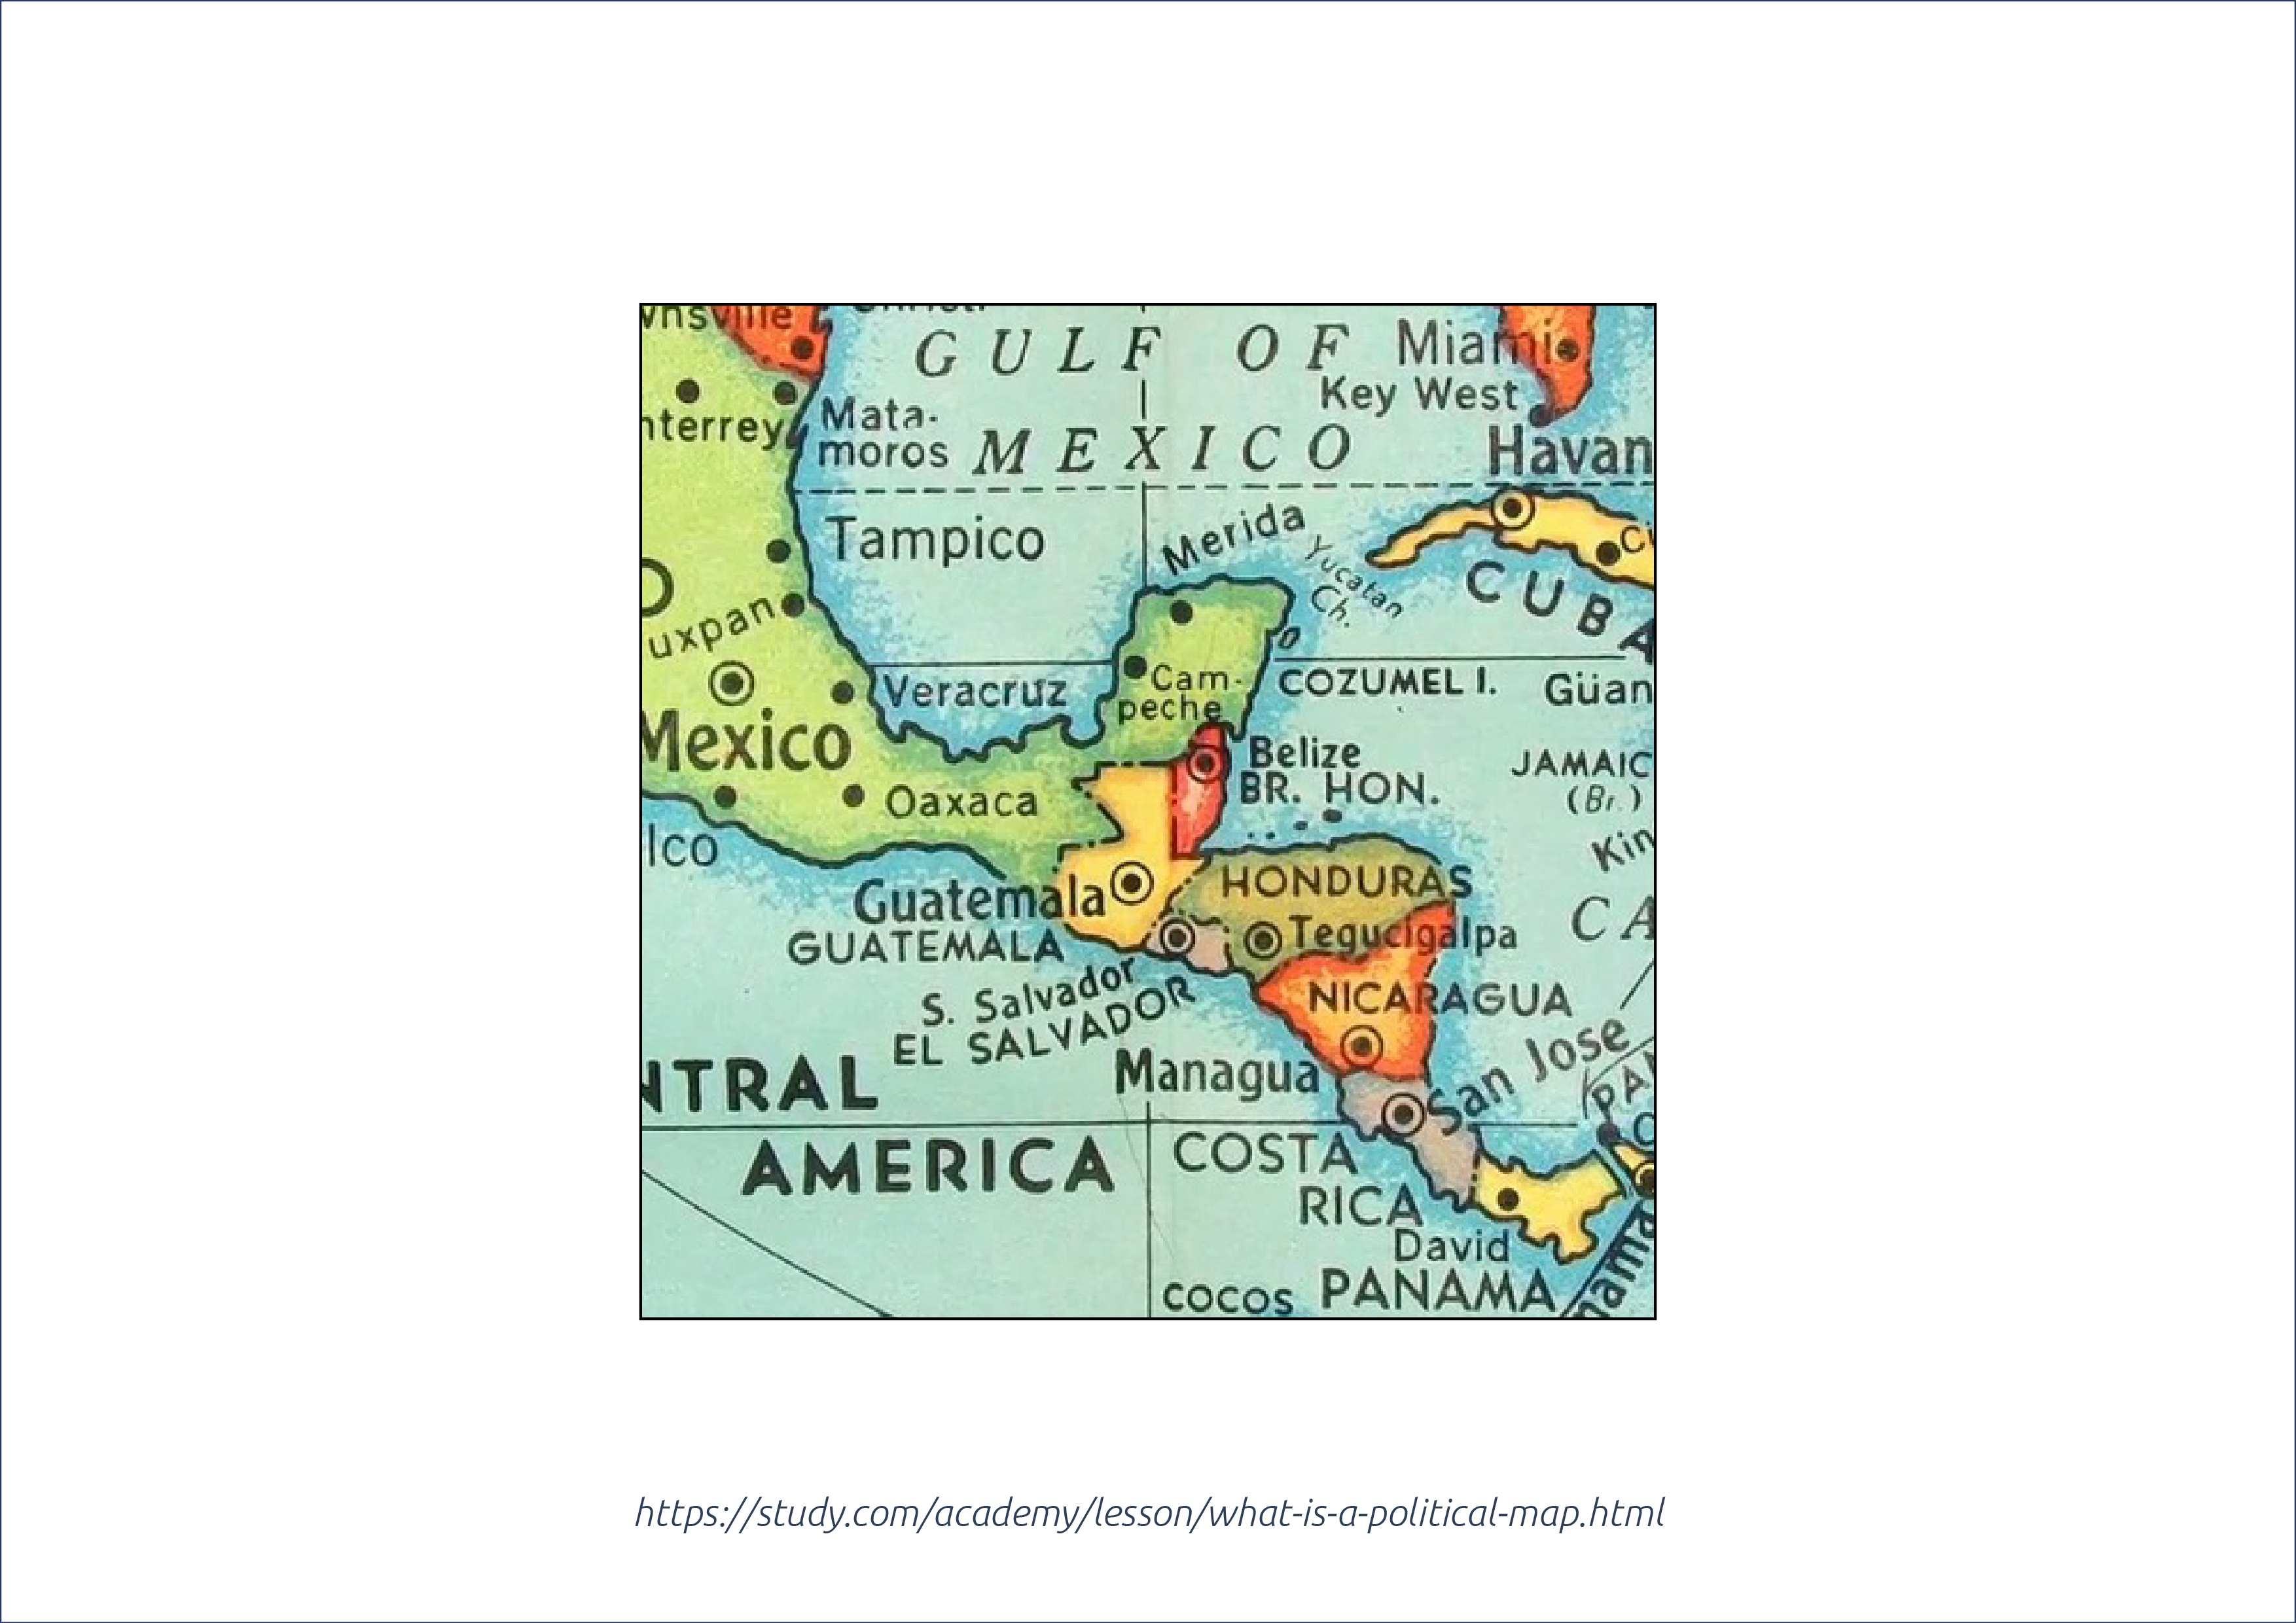 wnsville
GULF OF
Miami
Key West
Mata-
moros
MEXICO
nterrey
Havan
Tampico
Merida
Yucatan
Ch.
CUBA
uxpan
Cam-
peche
COZUMEL I.
Güan
Veracruz
Mexico
Belize
BR. HON.
JAMAIC
(Br.)
Oaxaca
Kin
lco
HONDURAS
Guatemala
GUATEMALA
Tegucigalpa
CA
S. Salvador
EL SALVADOR
NICARAGUA
San Jose
Managua
PA
NTRAL
AMERICA
COSTA
RICA
David
COCOS
PANAMA
nama
https://study.com/academy/lesson/what-is-a-political-map.html